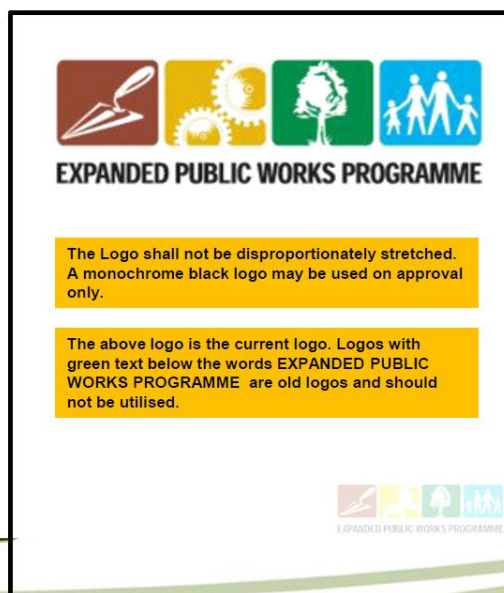 EXPANDED PUBLIC WORKS PROGRAMME
The Logo shall not be disproportionately stretched.
A monochrome black logo may be used on approval
only.
The above logo is the current logo. Logos with
green text below the words EXPANDED PUBLIC
WORKS PROGRAMME are old logos and should
not be utilised.
EXPANDED PUBLIC WORKS PROGRAMME